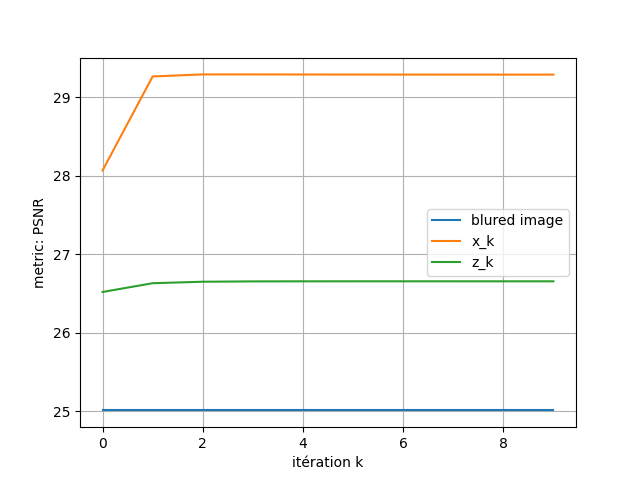 29
28
27
26
25
metric: PSNR
blured image
x_k
z_k
0 2 4 6 8
itération k